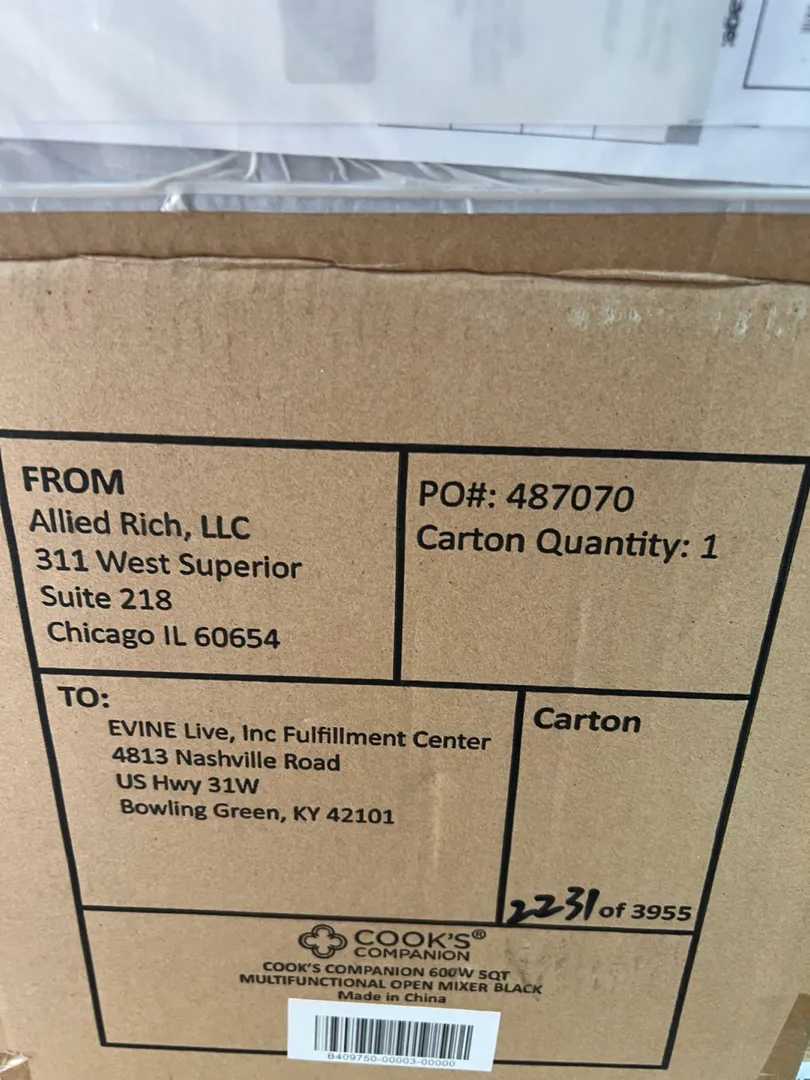 FROM
Allied Rich, LLC
311 West Superior
Suite 218
Chicago IL 60654
PO#: 487070
Carton Quantity: 1
TO:
EVINE Live, Inc Fulfillment Center
4813 Nashville Road
US Hwy 31W
Bowling Green, KY 42101
Carton
2231 of 3955
COOK'S®
COMPANION
COOK'S COMPANION 600W 5QT
MULTIFUNCTIONAL OPEN MIXER BLACK
Made in China
B409750-00003-00000